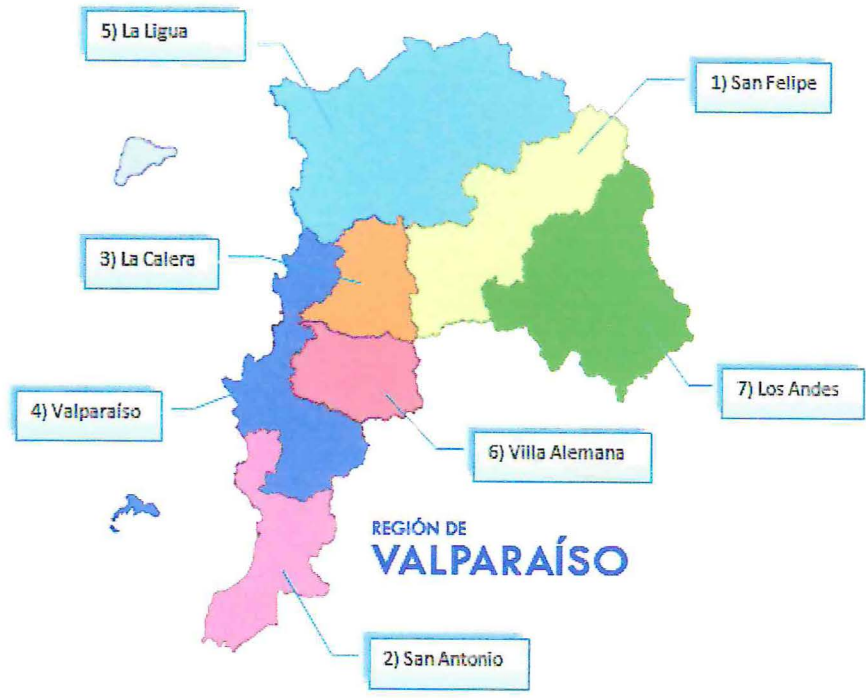 5) La Ligua
1) San Felipe
3) La Calera
7) Los Andes
4) Valparaíso
6) Villa Alemana
REGIÓN DE
VALPARAÍSO
2) San Antonio